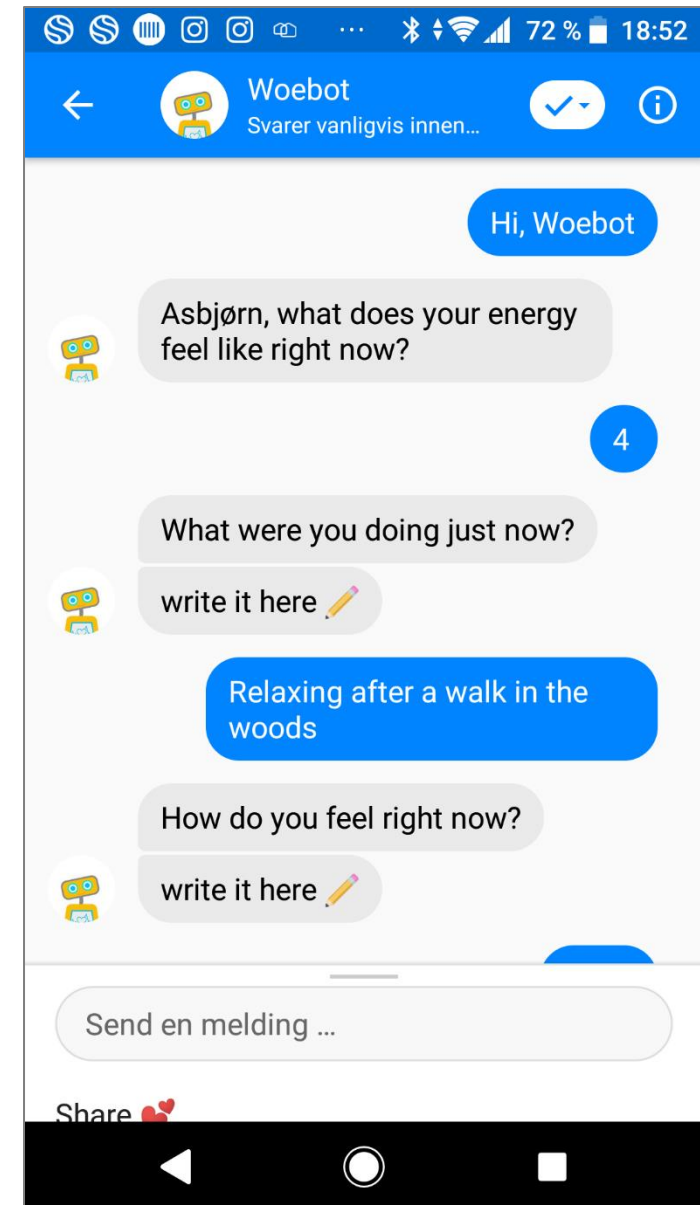 72 % 18:52
Woebot
Svarer vanligvis innen...
Hi, Woebot
Asbjørn, what does your energy
feel like right now?
4
What were you doing just now?
write it here ✏️
Relaxing after a walk in the
woods
How do you feel right now?
write it here ✏️
Send en melding ...
Share 💕